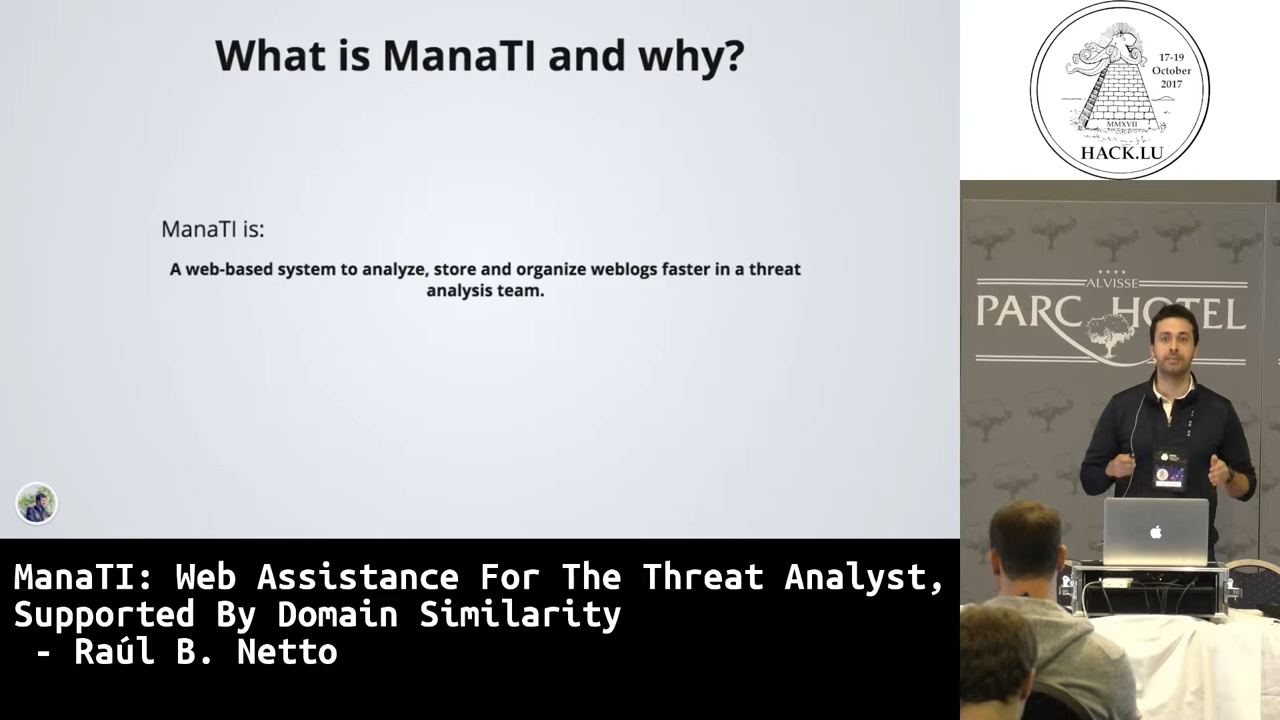 What is ManaTI and why?
ManaTI is:
A web-based system to analyze, store and organize weblogs faster in a threat
analysis team.
ManaTI: Web Assistance For The Threat Analyst,
Supported By Domain Similarity
- Raúl B. Netto
17-19
October
2017
MMXVII
HACK.LU
ALVISSE
PARC HOTEL